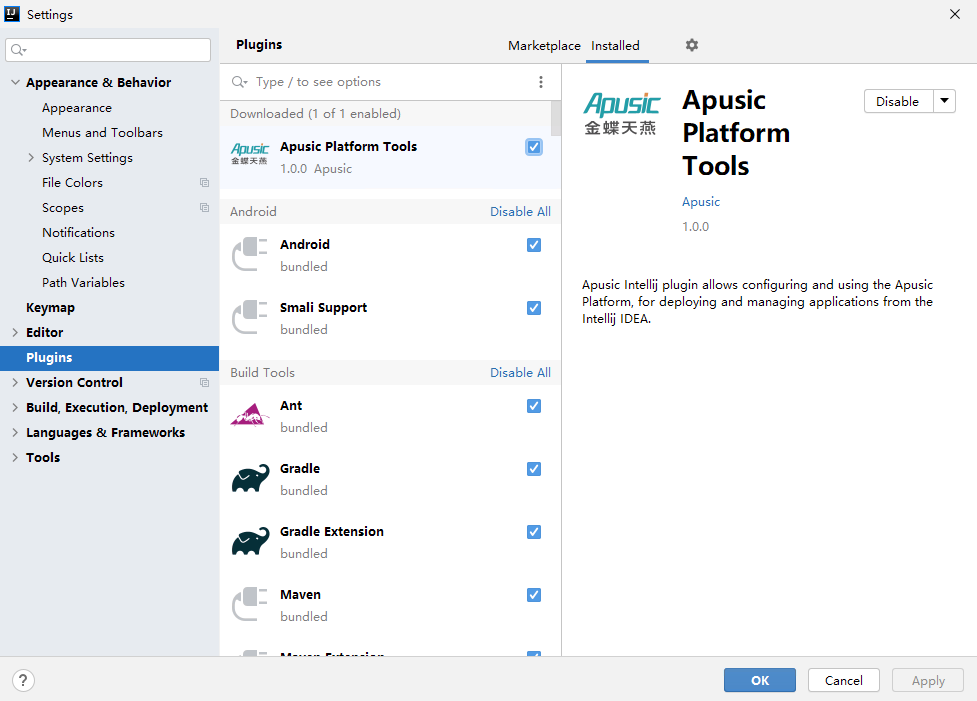 Settings
Plugins
Marketplace
Installed
Appearance & Behavior
Appearance
Menus and Toolbars
System Settings
File Colors
Scopes
Notifications
Quick Lists
Path Variables
Keymap
Editor
Plugins
Version Control
Build, Execution, Deployment
Languages & Frameworks
Tools
Type / to see options
Downloaded (1 of 1 enabled)
Apusic
金蝶天燕
Apusic Platform Tools
1.0.0 Apusic
Android
Disable All
Android
bundled
Smali Support
bundled
Build Tools
Disable All
Ant
bundled
Gradle
bundled
Gradle Extension
bundled
Maven
bundled
Maven Extension
Apusic
金蝶天燕
Apusic
Platform
Tools
Disable
Apusic
1.0.0
Apusic Intellij plugin allows configuring and using the Apusic
Platform, for deploying and managing applications from the
Intellij IDEA.
?
OK
Cancel
Apply